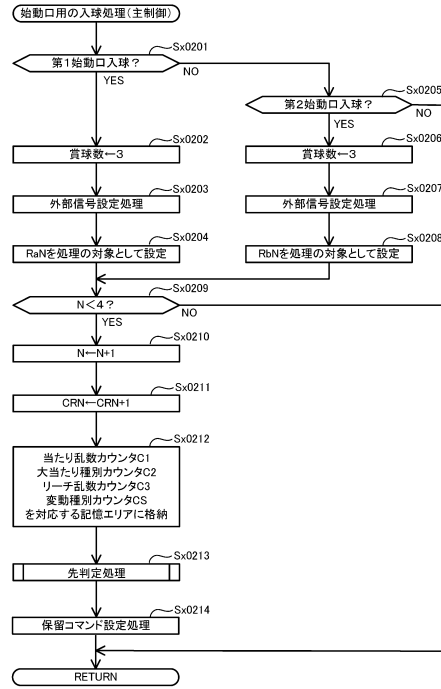 始動口用の入球処理(主制御)
Sx0201
第1始動口入球?
NO
YES
Sx0205
第2始動口入球?
NO
YES
Sx0202
賞球数←3
Sx0206
賞球数←3
Sx0203
外部信号設定処理
Sx0207
外部信号設定処理
Sx0204
RaNを処理の対象として設定
Sx0208
RbNを処理の対象として設定
Sx0209
N<4?
NO
YES
Sx0210
N←N+1
Sx0211
CRN←CRN+1
Sx0212
当たり乱数カウンタC1
大当たり種別カウンタC2
リーチ乱数カウンタC3
変動種別カウンタCS
を対応する記憶エリアに格納
Sx0213
先判定処理
Sx0214
保留コマンド設定処理
RETURN